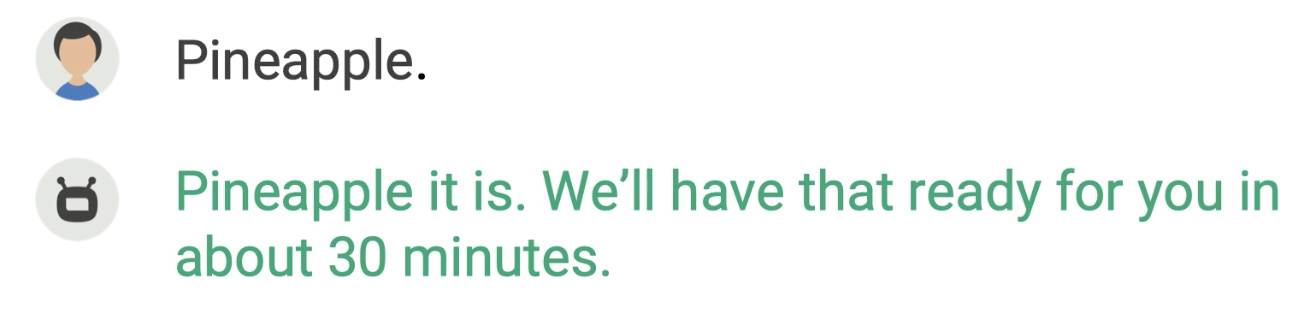 Pineapple.
Pineapple it is. We’ll have that ready for you in
about 30 minutes.